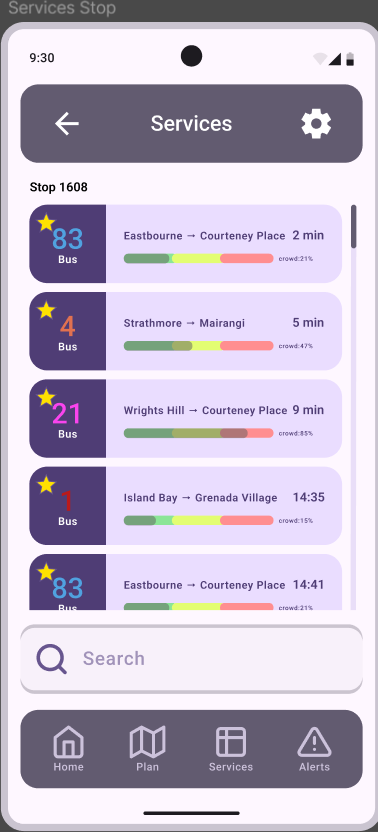 Services Stop
9:30
Services
Stop 1608
83
Bus
Eastbourne → Courteney Place 2 min
crowd:21%
4
Bus
Strathmore → Mairangi 5 min
crowd:47%
21
Bus
Wrights Hill → Courteney Place 9 min
crowd:85%
1
Bus
Island Bay → Grenada Village 14:35
crowd:15%
83
Bus
Eastbourne → Courteney Place 14:41
crowd:21%
Search
Home Plan Services Alerts